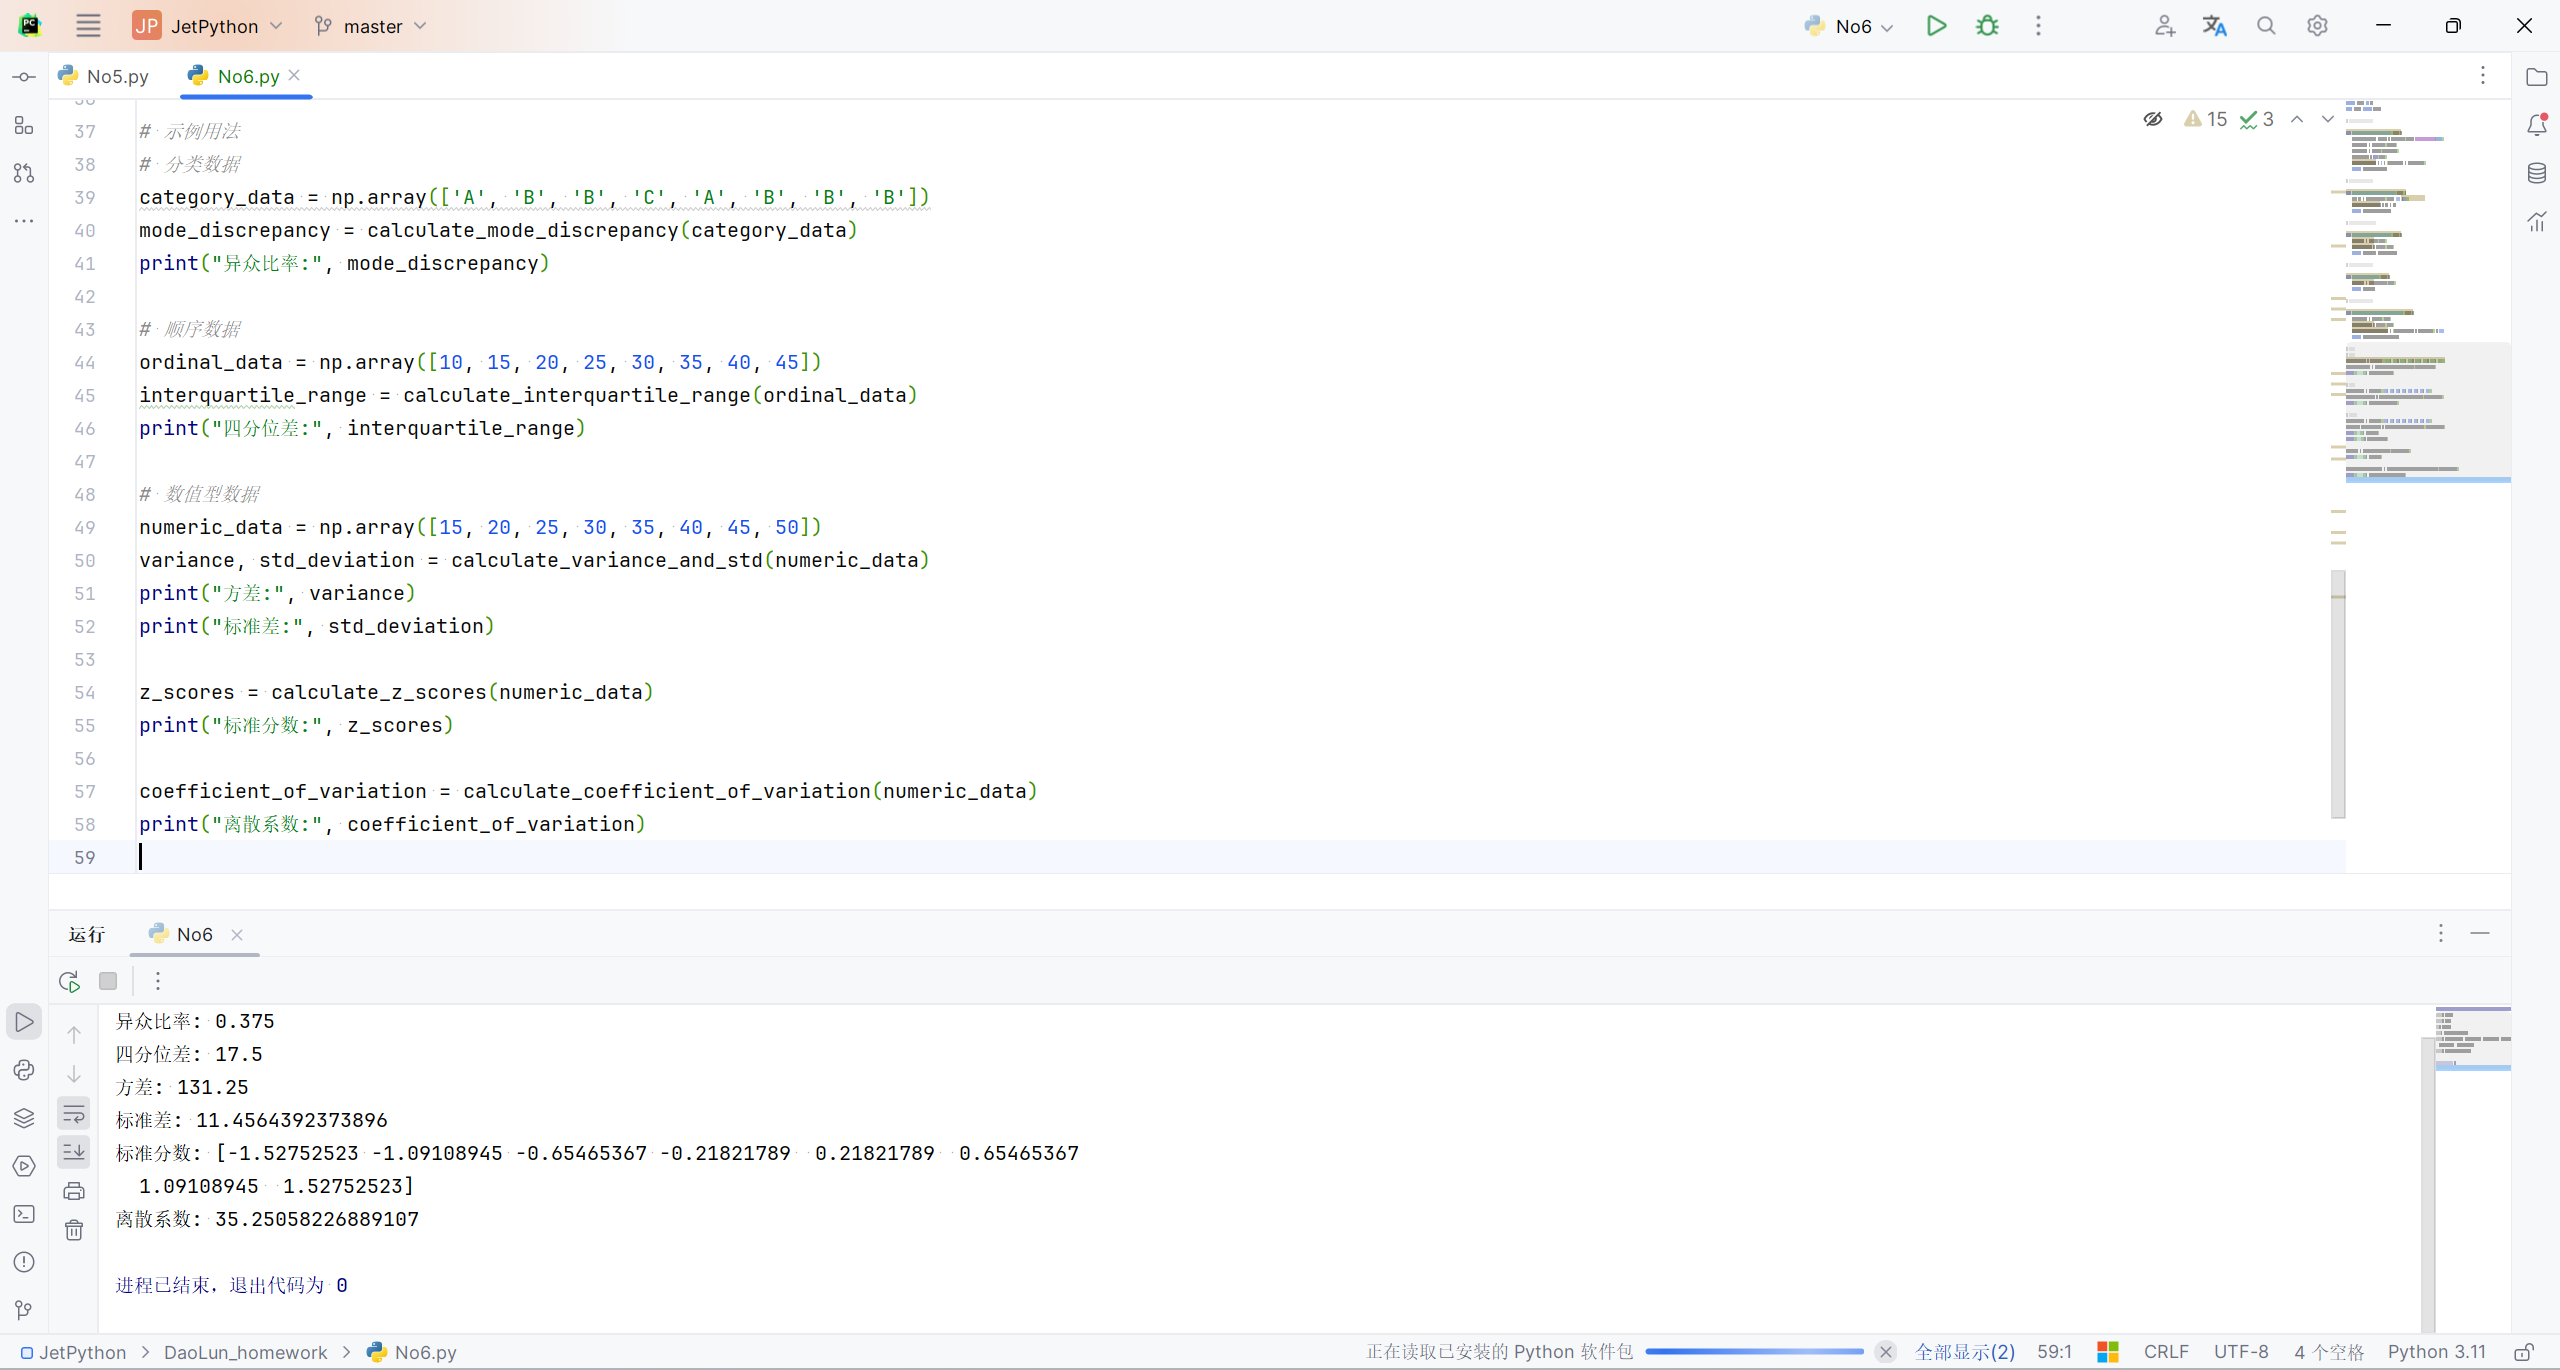 PC
JP JetPython master No6
No5.py No6.py
15 3
37 # 示例用法
38 # 分类数据
39 category_data = np.array(['A', 'B', 'B', 'C', 'A', 'B', 'B', 'B'])
40 mode_discrepancy = calculate_mode_discrepancy(category_data)
41 print("异众比率:", mode_discrepancy)
42
43 # 顺序数据
44 ordinal_data = np.array([10, 15, 20, 25, 30, 35, 40, 45])
45 interquartile_range = calculate_interquartile_range(ordinal_data)
46 print("四分位差:", interquartile_range)
47
48 # 数值型数据
49 numeric_data = np.array([15, 20, 25, 30, 35, 40, 45, 50])
50 variance, std_deviation = calculate_variance_and_std(numeric_data)
51 print("方差:", variance)
52 print("标准差:", std_deviation)
53
54 z_scores = calculate_z_scores(numeric_data)
55 print("标准分数:", z_scores)
56
57 coefficient_of_variation = calculate_coefficient_of_variation(numeric_data)
58 print("离散系数:", coefficient_of_variation)
59
运行 No6
异众比率: 0.375
四分位差: 17.5
方差: 131.25
标准差: 11.4564392373896
标准分数: [-1.52752523 -1.09108945 -0.65465367 -0.21821789  0.21821789  0.65465367
  1.09108945  1.52752523]
离散系数: 35.25058226889107
进程已结束，退出代码为 0
JetPython > DaoLun_homework > No6.py 正在读取已安装的 Python 软件包 全部显示(2) 59:1 CRLF UTF-8 4 个空格 Python 3.11